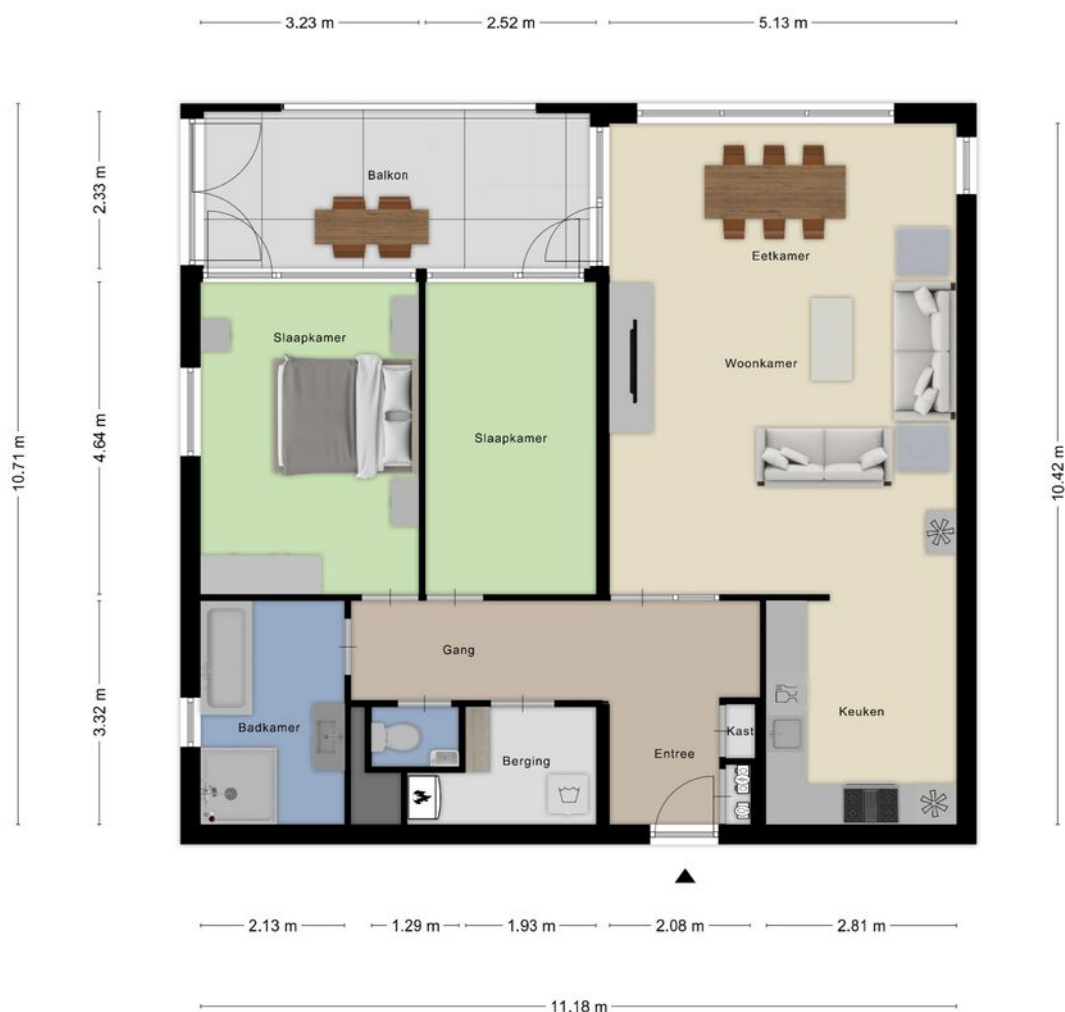 3.23 m
2.52 m
5.13 m
2.33 m
Balkon
Eetkamer
Slaapkamer
Woonkamer
4.64 m
Slaapkamer
10.71 m
10.42 m
Gang
3.32 m
Badkamer
Keuken
Kast
Entree
Berging
2.13 m
1.29 m
1.93 m
2.08 m
2.81 m
11.18 m